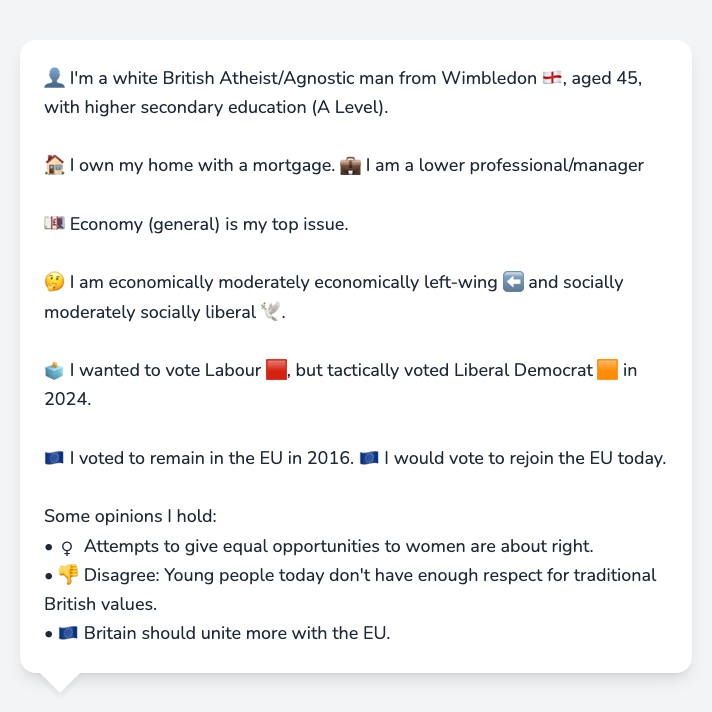 👤 I'm a white British Atheist/Agnostic man from Wimbledon 🏴󠁧󠁢󠁥󠁮󠁧󠁿, aged 45,
with higher secondary education (A Level).
🏠 I own my home with a mortgage. 💼 I am a lower professional/manager
💷 Economy (general) is my top issue.
🤔 I am economically moderately economically left-wing ⬅️ and socially
moderately socially liberal 🕊️.
🗳️ I wanted to vote Labour 🟥, but tactically voted Liberal Democrat 🟧 in
2024.
🇪🇺 I voted to remain in the EU in 2016. 🇪🇺 I would vote to rejoin the EU today.
Some opinions I hold:
• ♀ Attempts to give equal opportunities to women are about right.
• 👎 Disagree: Young people today don't have enough respect for traditional
British values.
• 🇪🇺 Britain should unite more with the EU.